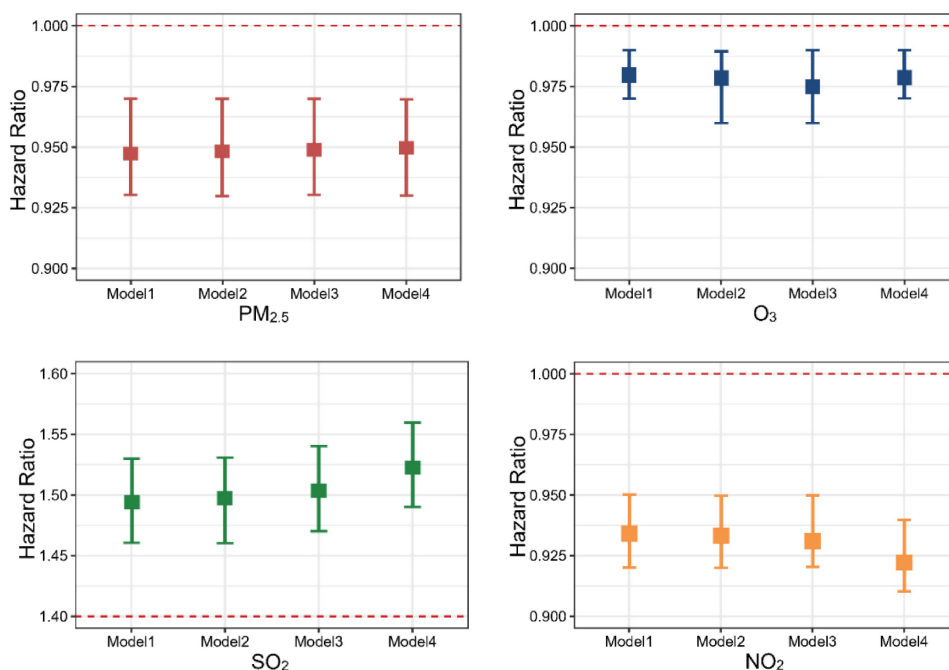 1.000
0.975
0.950
0.925
0.900
Hazard Ratio
Model1 Model2 Model3 Model4
PM₂.₅
1.000
0.975
0.950
0.925
0.900
Hazard Ratio
Model1 Model2 Model3 Model4
O₃
1.60
1.55
1.50
1.45
1.40
Hazard Ratio
Model1 Model2 Model3 Model4
SO₂
1.000
0.975
0.950
0.925
0.900
Hazard Ratio
Model1 Model2 Model3 Model4
NO₂